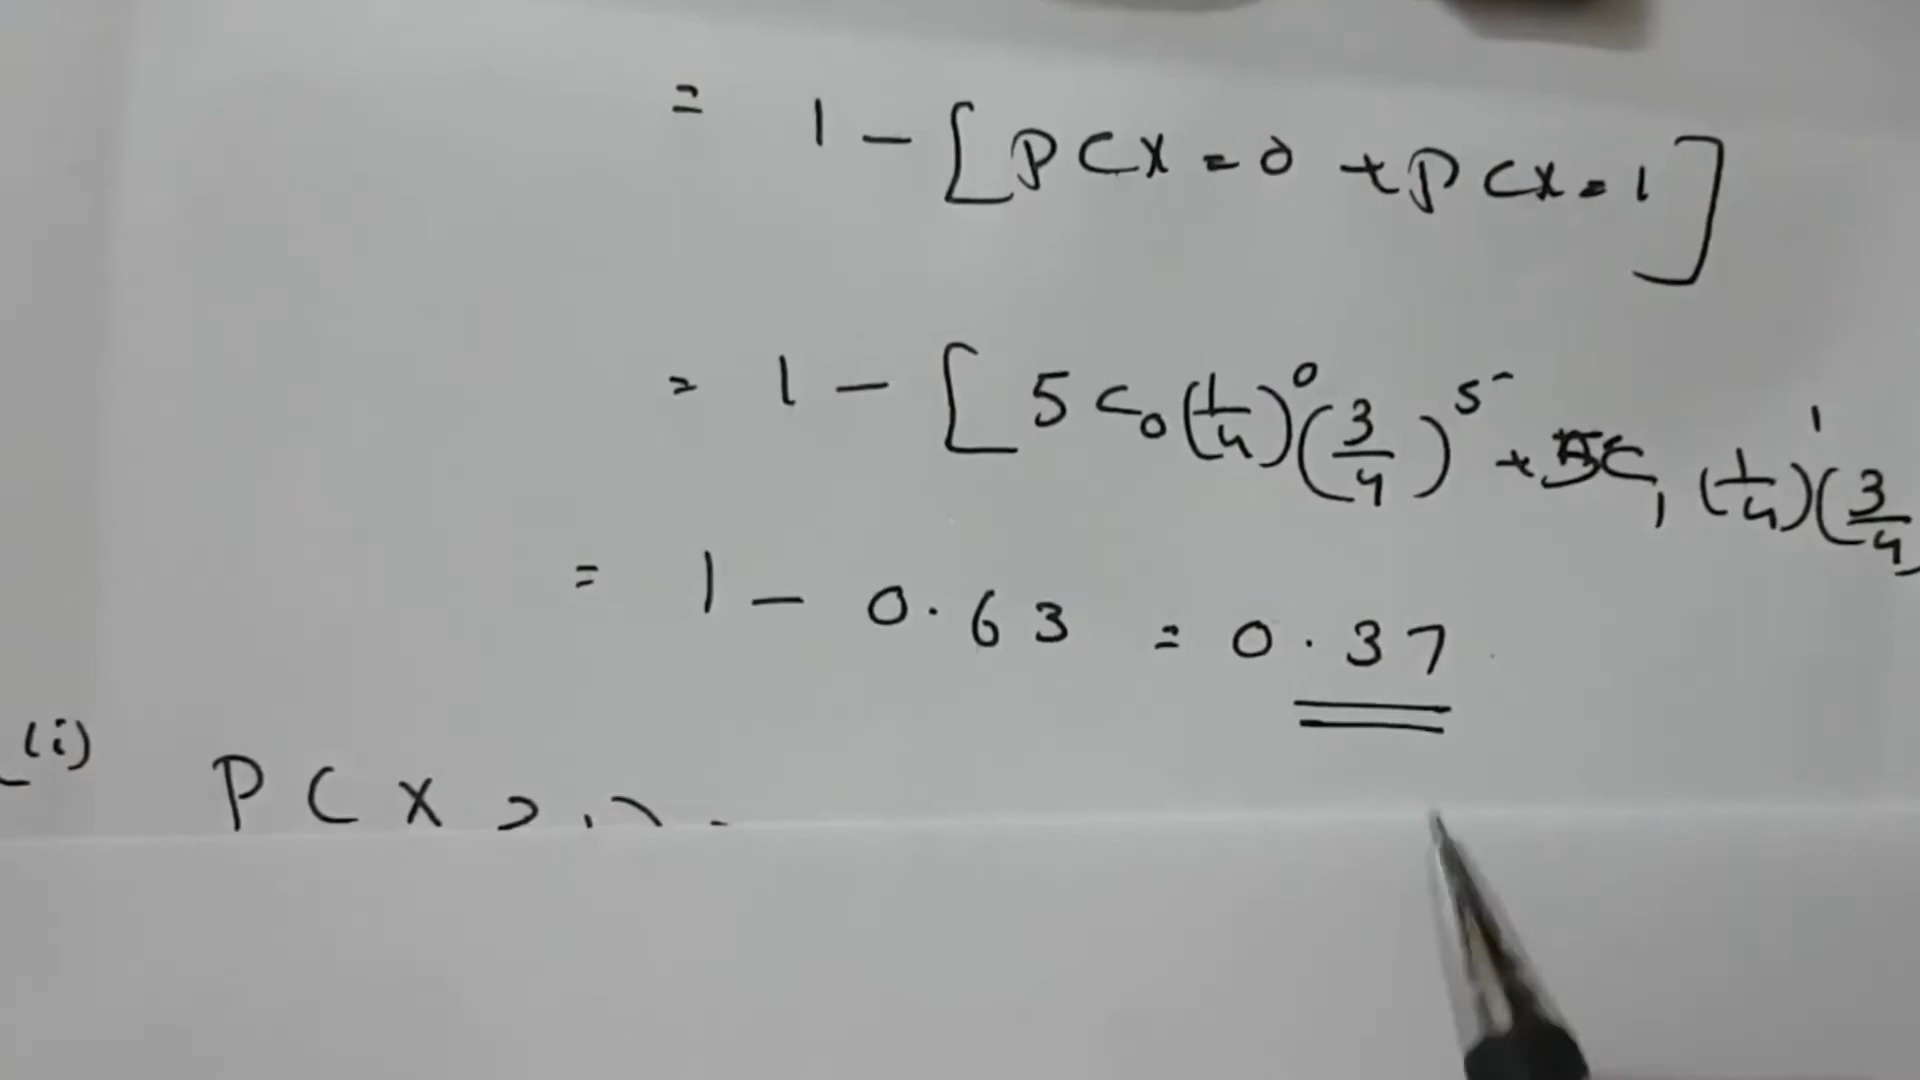 = 1 - [P(X = 0 + P(X = 1]
= 1 - [5C₀(1/4)⁰(3/4)⁵ + 5C₁(1/4)¹(3/4)
= 1 - 0.63 = 0.37
(i) P(X >